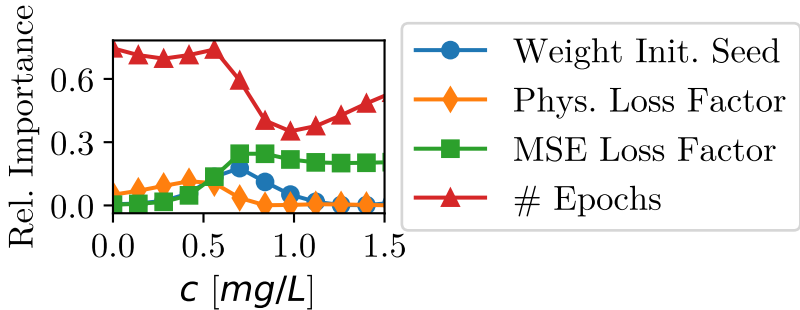 Rel. Importance
0.6
0.3
0.0
0.0 0.5 1.0 1.5
c [mg/L]
Weight Init. Seed
Phys. Loss Factor
MSE Loss Factor
# Epochs